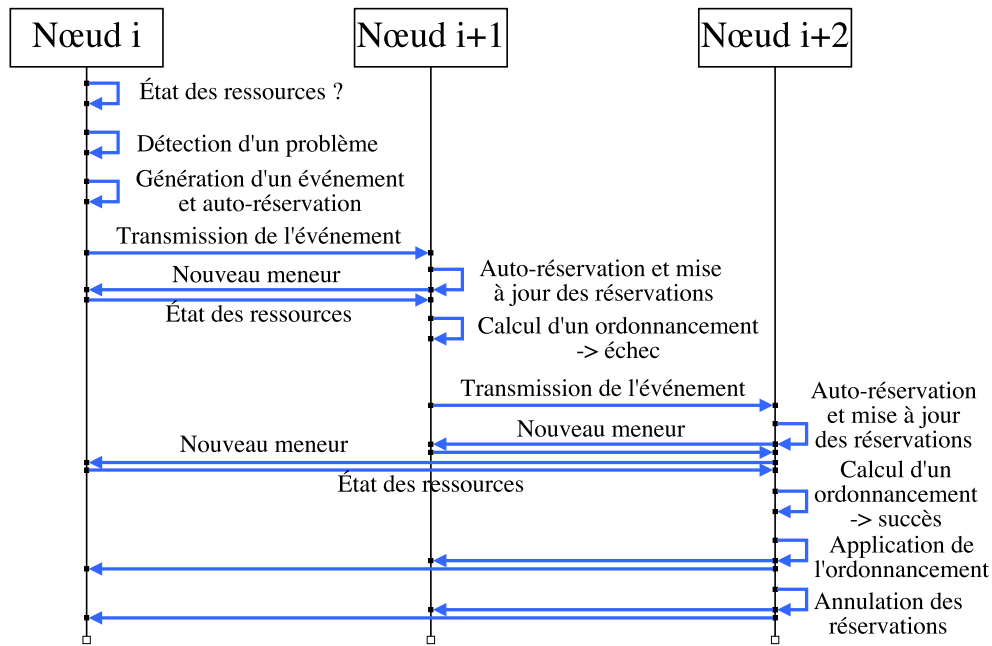 Nœud i
Nœud i+1
Nœud i+2
État des ressources ?
Détection d'un problème
Génération d'un événement
et auto-réservation
Transmission de l'événement
Auto-réservation et mise
à jour des réservations
Nouveau meneur
État des ressources
Calcul d'un ordonnancement
-> échec
Transmission de l'événement
Auto-réservation
et mise à jour
des réservations
Nouveau meneur
Nouveau meneur
État des ressources
Calcul d'un
ordonnancement
-> succès
Application de
l'ordonnancement
Annulation des
réservations